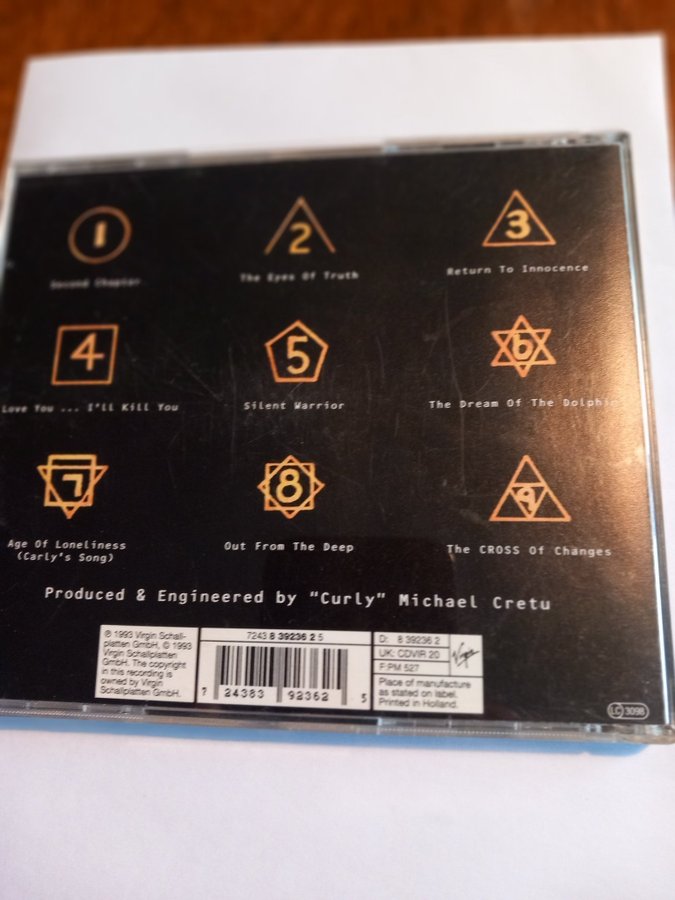 1
2
3
Second Chapter
The Eyes Of Truth
Return To Innocence
4
5
6
Love You ... I'll Kill You
Silent Warrior
The Dream Of The Dolphin
7
8
9
Age Of Loneliness
(Carly's Song)
Out From The Deep
The CROSS Of Changes
Produced & Engineered by "Curly" Michael Cretu
℗ 1993 Virgin Schall-
platten GmbH, © 1993
Virgin Schallplatten
GmbH. The copyright
in this recording is
owned by Virgin
Schallplatten GmbH.
7243 8 39236 2 5
7 24383 92362 5
D: 8 39236 2
UK: CDVIR 20
F: PM 527
Virgin
Place of manufacture
as stated on label.
Printed in Holland.
LC 3098